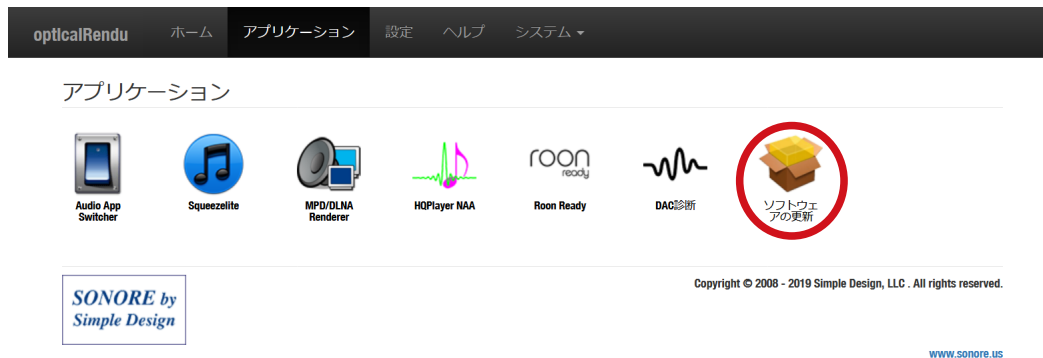 opticalRendu ホーム アプリケーション 設定 ヘルプ システム
アプリケーション
roon
ready
Audio App
Switcher
Squeezelite
MPD/DLNA
Renderer
HQPlayer NAA
Roon Ready
DAC診断
ソフトウェ
アの更新
SONORE by
Simple Design
Copyright © 2008 - 2019 Simple Design, LLC . All rights reserved.
www.sonore.us